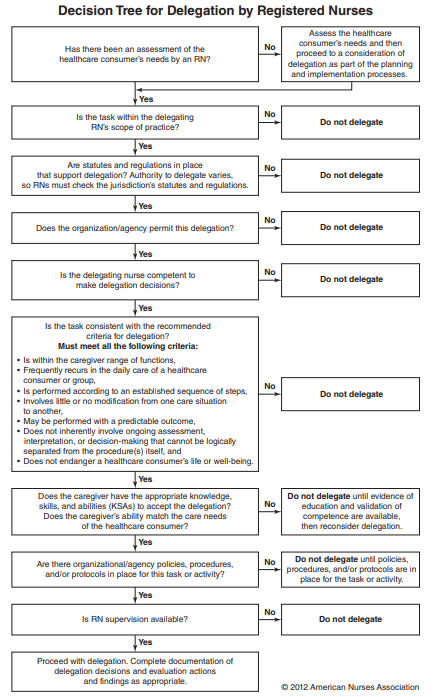 Decision Tree for Delegation by Registered Nurses
Has there been an assessment of the
healthcare consumer's needs by an RN?
No
Assess the healthcare
consumer's needs and then
proceed to a consideration of
delegation as part of the planning
and implementation processes.
Yes
Is the task within the delegating
RN's scope of practice?
No
Do not delegate
Yes
Are statutes and regulations in place
that support delegation? Authority to delegate varies,
so RNs must check the jurisdiction's statutes and regulations.
No
Do not delegate
Yes
Does the organization/agency permit this delegation?
No
Do not delegate
Yes
Is the delegating nurse competent to
make delegation decisions?
No
Do not delegate
Yes
Is the task consistent with the recommended
criteria for delegation?
Must meet all the following criteria:
• Is within the caregiver range of functions,
• Frequently recurs in the daily care of a healthcare
consumer or group,
• Is performed according to an established sequence of steps,
• Involves little or no modification from one care situation
to another,
• May be performed with a predictable outcome,
• Does not inherently involve ongoing assessment,
interpretation, or decision-making that cannot be logically
separated from the procedure(s) itself, and
• Does not endanger a healthcare consumer's life or well-being.
No
Do not delegate
Yes
Does the caregiver have the appropriate knowledge,
skills, and abilities (KSAs) to accept the delegation?
Does the caregiver's ability match the care needs
of the healthcare consumer?
No
Do not delegate until evidence of
education and validation of
competence are available,
then reconsider delegation.
Yes
Are there organizational/agency policies, procedures,
and/or protocols in place for this task or activity?
No
Do not delegate until policies,
procedures, and/or protocols are in
place for the task or activity.
Yes
Is RN supervision available?
No
Do not delegate
Yes
Proceed with delegation. Complete documentation of
delegation decisions and evaluation actions
and findings as appropriate.
© 2012 American Nurses Association